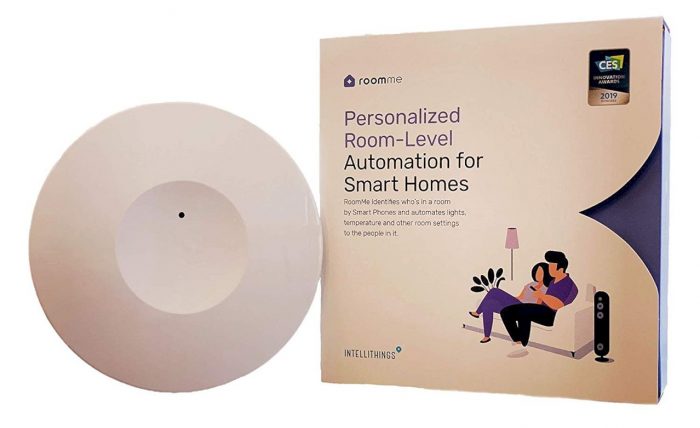 roomme
CES
INNOVATION
AWARDS
2019
Personalized
Room-Level
Automation for
Smart Homes
RoomMe Identifies who's in a room
by Smart Phones and automates lights,
temperature and other room settings
to the people in it.
INTELLITHINGS